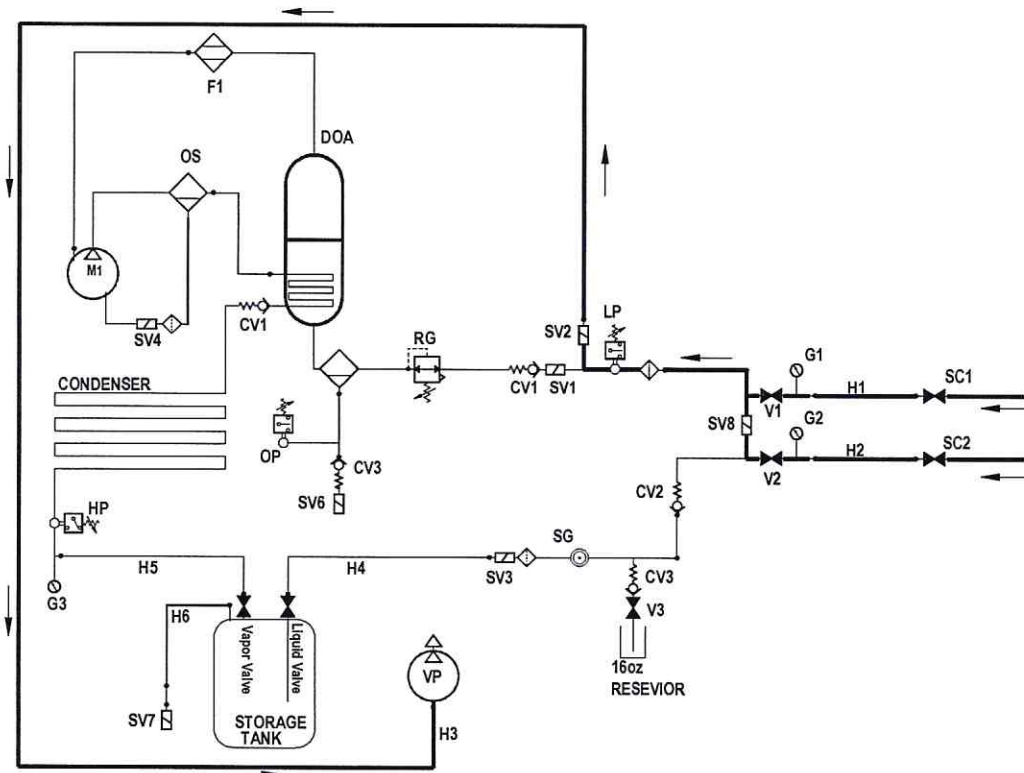 F1
DOA
OS
M1
SV4
CV1
CONDENSER
RG
CV1
SV1
SV2
LP
G1
V1
H1
SC1
SV8
G2
V2
H2
SC2
OP
CV3
SV6
CV2
HP
G3
H5
H4
SV3
SG
CV3
V3
16oz
RESEVIOR
H6
SV7
Vapor Valve
Liquid Valve
STORAGE
TANK
VP
H3